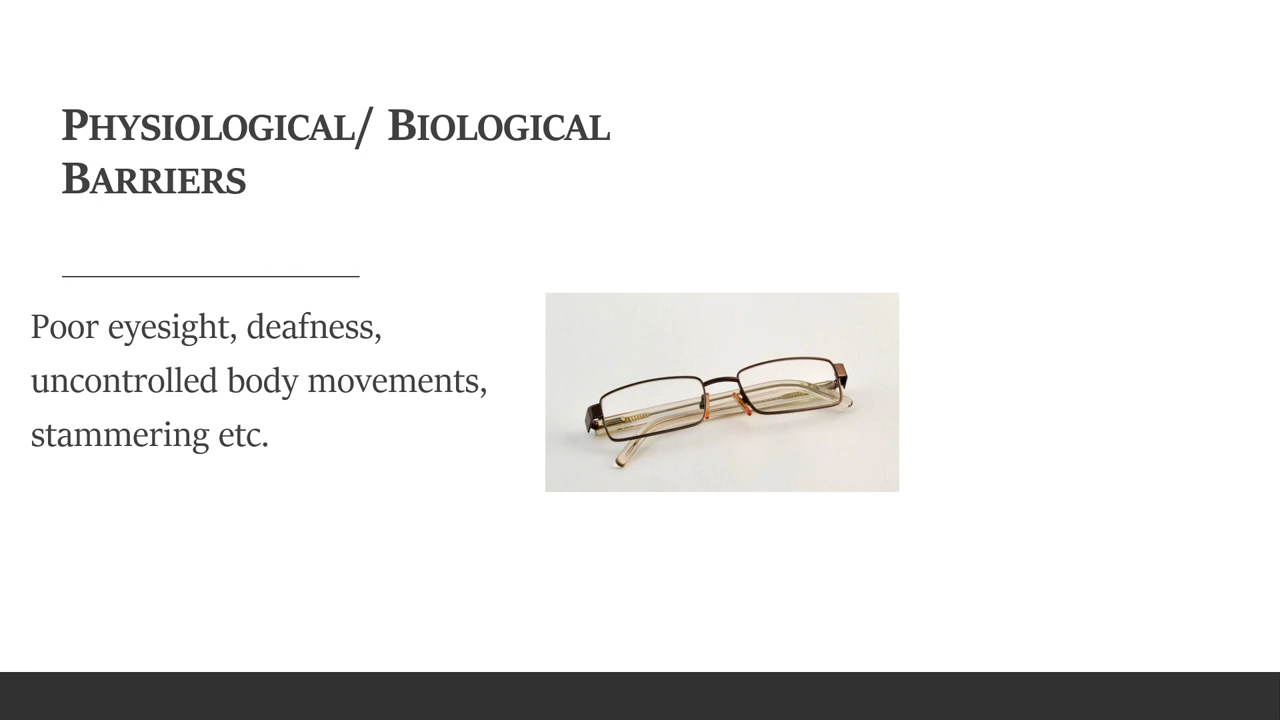 Physiological/ Biological
Barriers
Poor eyesight, deafness,
uncontrolled body movements,
stammering etc.